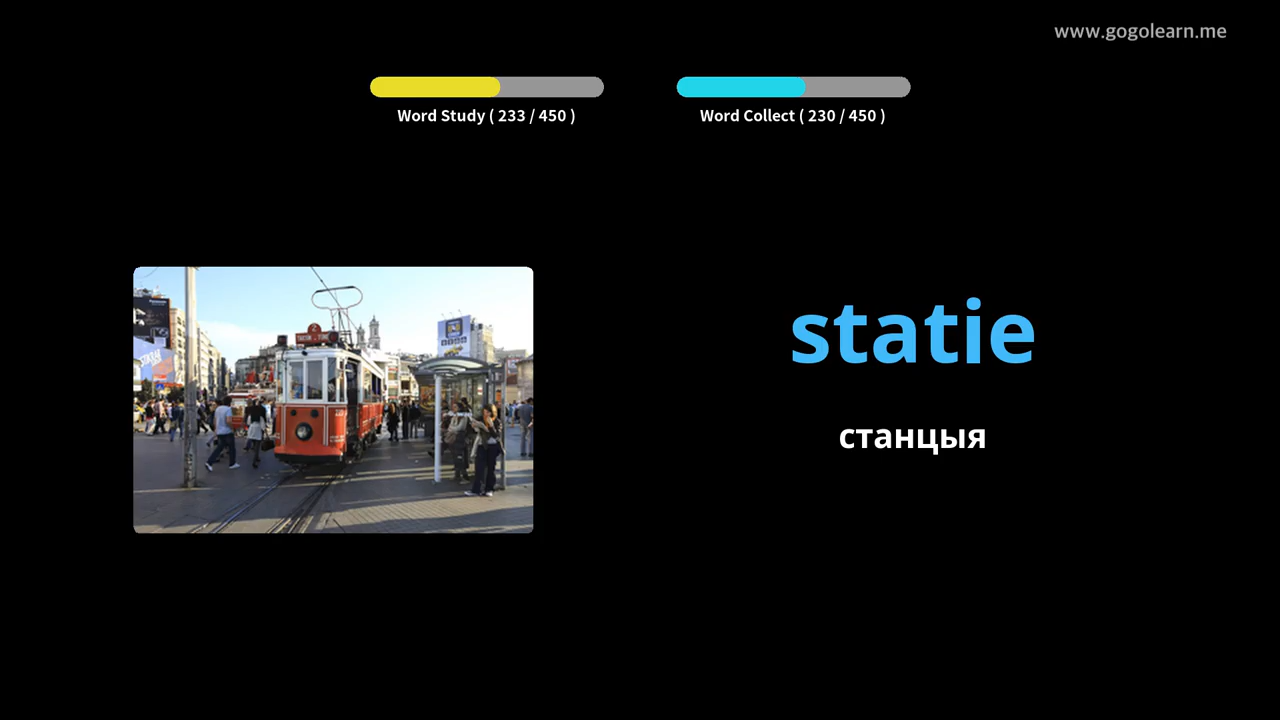 www.gogolearn.me
Word Study ( 233 / 450 )
Word Collect ( 230 / 450 )
statie
станцыя